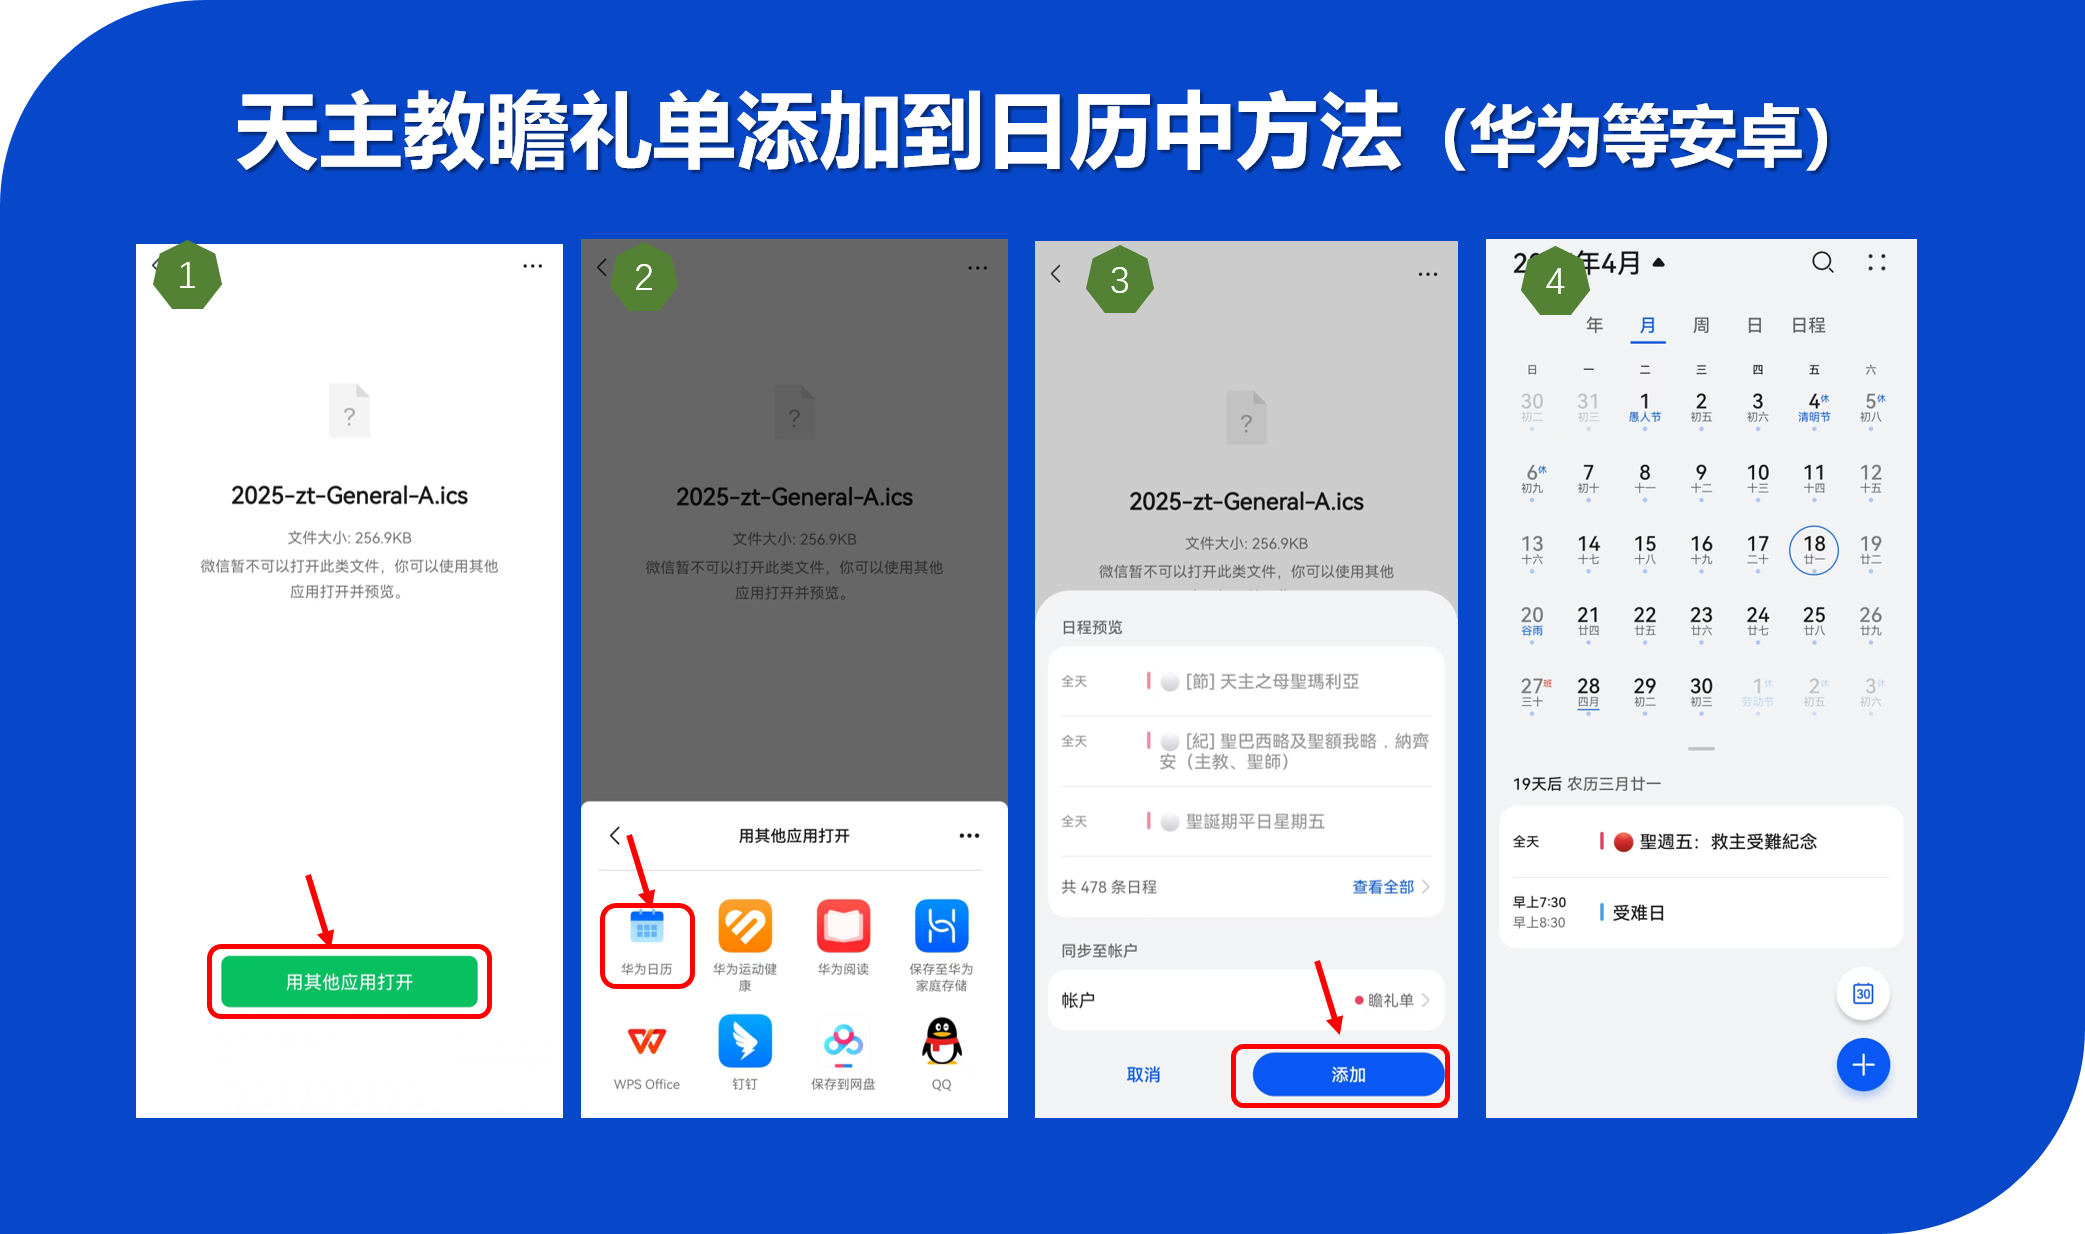 天主教瞻礼单添加到日历中方法（华为等安卓）
1
2025-zt-General-A.ics
文件大小: 256.9KB
微信暂不可以打开此类文件，你可以使用其他
应用打开并预览。
用其他应用打开
2
2025-zt-General-A.ics
文件大小: 256.9KB
微信暂不可以打开此类文件，你可以使用其他
应用打开并预览。
用其他应用打开
华为日历 华为运动健 华为阅读 保存至华为
康 家庭存储
WPS Office 钉钉 保存到网盘 QQ
3
2025-zt-General-A.ics
文件大小: 256.9KB
微信暂不可以打开此类文件，你可以使用其他
日程预览
全天 [節] 天主之母聖瑪利亞
全天 [紀] 聖巴西略及聖額我略．納齊
安（主教、聖師）
全天 聖誕期平日星期五
共 478 条日程 查看全部
同步至帐户
帐户 瞻礼单
取消 添加
4
年4月
年 月 周 日 日程
日 一 二 三 四 五 六
30 31 1 2 3 4休 5休
初二 初三 愚人节 初五 初六 清明节 初八
6休 7 8 9 10 11 12
初九 初十 十一 十二 十三 十四 十五
13 14 15 16 17 18 19
十六 十七 十八 十九 二十 廿一 廿二
20 21 22 23 24 25 26
谷雨 廿四 廿五 廿六 廿七 廿八 廿九
27班 28 29 30 1休 2休 3休
三十 四月 初二 初三 劳动节 初五 初六
19天后 农历三月廿一
全天 聖週五：救主受難紀念
早上7:30
早上8:30 受难日
30